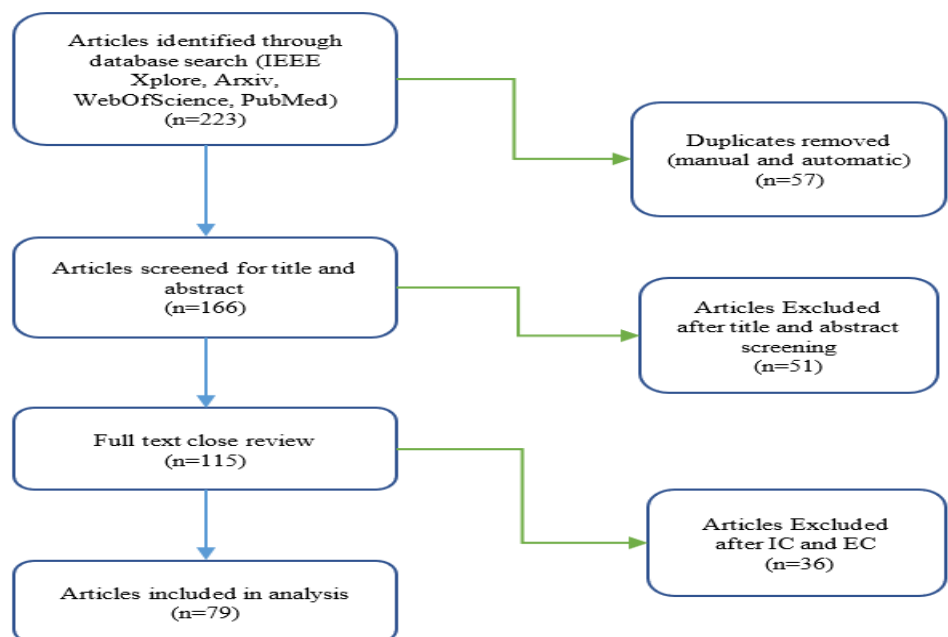 Articles identified through
database search (IEEE
Xplore, Arxiv,
WebOfScience, PubMed)
(n=223)
Duplicates removed
(manual and automatic)
(n=57)
Articles screened for title and
abstract
(n=166)
Articles Excluded
after title and abstract
screening
(n=51)
Full text close review
(n=115)
Articles Excluded
after IC and EC
(n=36)
Articles included in analysis
(n=79)